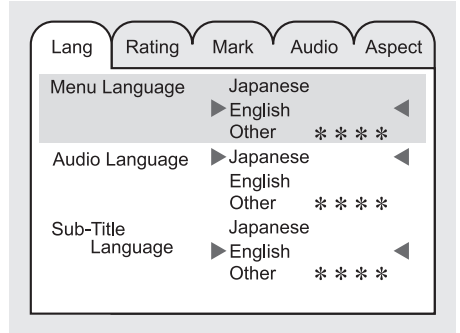 Lang Rating Mark Audio Aspect
Menu Language Japanese
English
Other ＊＊＊＊
Audio Language Japanese
English
Other ＊＊＊＊
Sub-Title Japanese
Language English
Other ＊＊＊＊